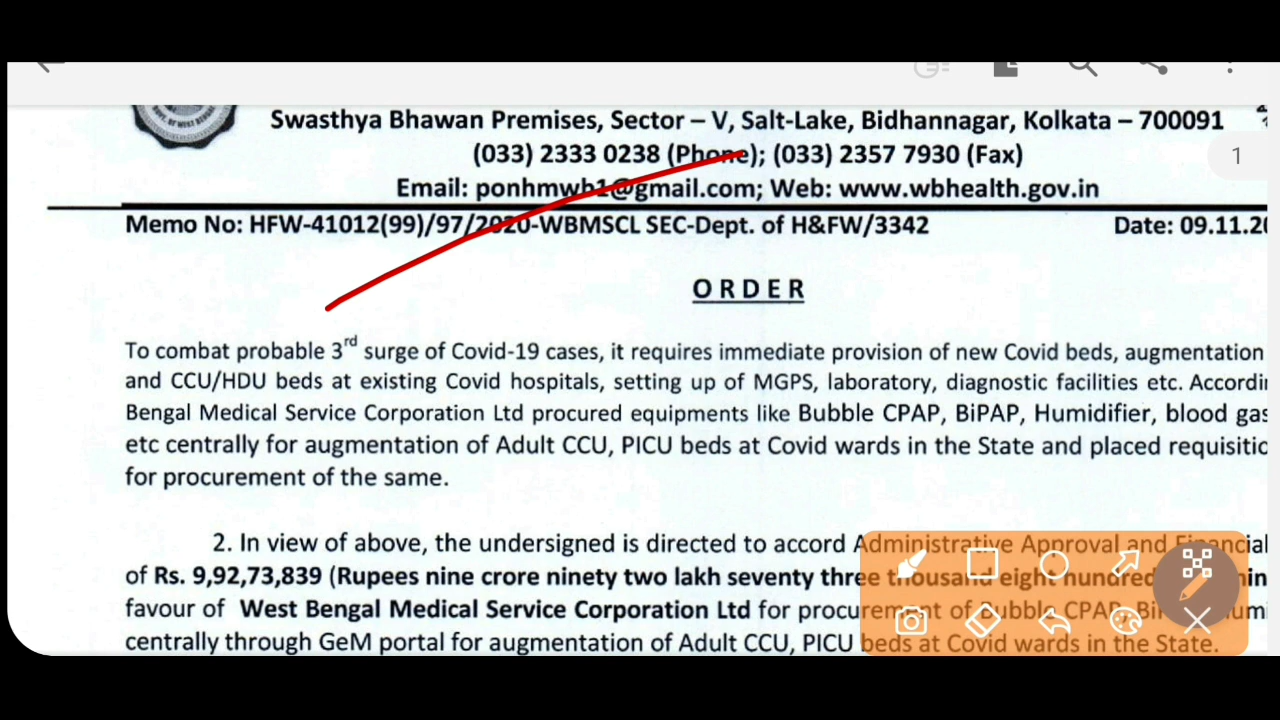 GOVT. OF WEST BENGAL
Swasthya Bhawan Premises, Sector – V, Salt-Lake, Bidhannagar, Kolkata – 700091
1
(033) 2333 0238 (Phone); (033) 2357 7930 (Fax)
Email: ponhmwb1@gmail.com; Web: www.wbhealth.gov.in
Memo No: HFW-41012(99)/97/2020-WBMSCL SEC-Dept. of H&FW/3342 Date: 09.11.20
ORDER
To combat probable 3rd surge of Covid-19 cases, it requires immediate provision of new Covid beds, augmentation
and CCU/HDU beds at existing Covid hospitals, setting up of MGPS, laboratory, diagnostic facilities etc. Accordin
Bengal Medical Service Corporation Ltd procured equipments like Bubble CPAP, BiPAP, Humidifier, blood gas
etc centrally for augmentation of Adult CCU, PICU beds at Covid wards in the State and placed requisitio
for procurement of the same.
2. In view of above, the undersigned is directed to accord Administrative Approval and Financial
of Rs. 9,92,73,839 (Rupees nine crore ninety two lakh seventy three thousand eight hundred
favour of West Bengal Medical Service Corporation Ltd for procurement of Bubble CPAP,
centrally through GeM portal for augmentation of Adult CCU, PICU beds at Covid wards in the State.